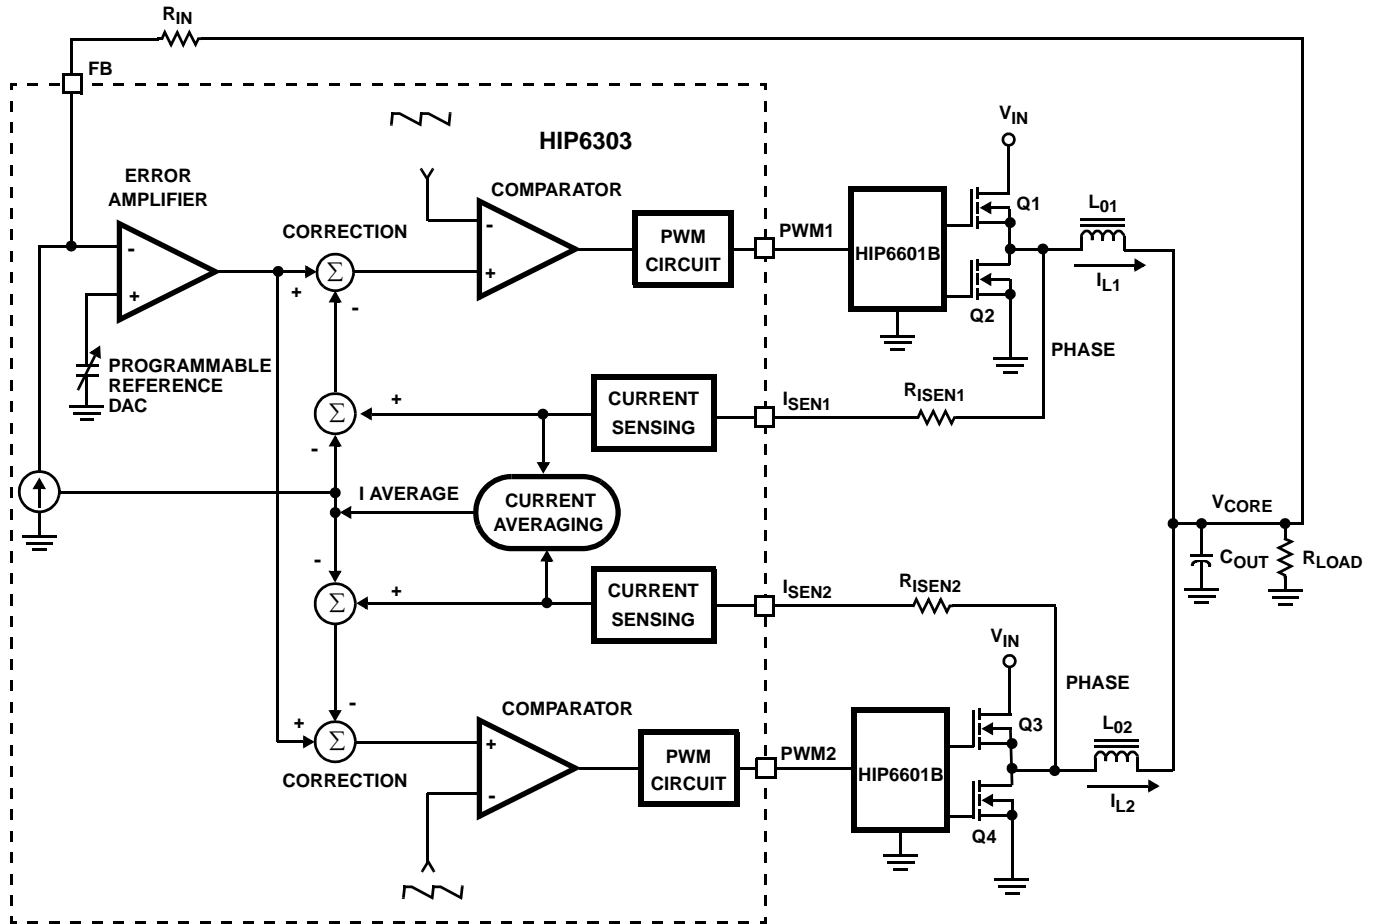 RIN
FB
HIP6303
VIN
ERROR
AMPLIFIER
COMPARATOR
L01
Q1
CORRECTION
-
-
PWM
CIRCUIT
PWM1
HIP6601B
Σ
+
+
+
IL1
-
Q2
PHASE
PROGRAMMABLE
REFERENCE
DAC
CURRENT
SENSING
ISEN1
RISEN1
+
Σ
-
I AVERAGE
CURRENT
AVERAGING
VCORE
COUT
RLOAD
-
CURRENT
SENSING
ISEN2
RISEN2
+
Σ
VIN
PHASE
-
COMPARATOR
Q3
L02
+
Σ
+
PWM
CIRCUIT
PWM2
HIP6601B
CORRECTION
-
IL2
Q4